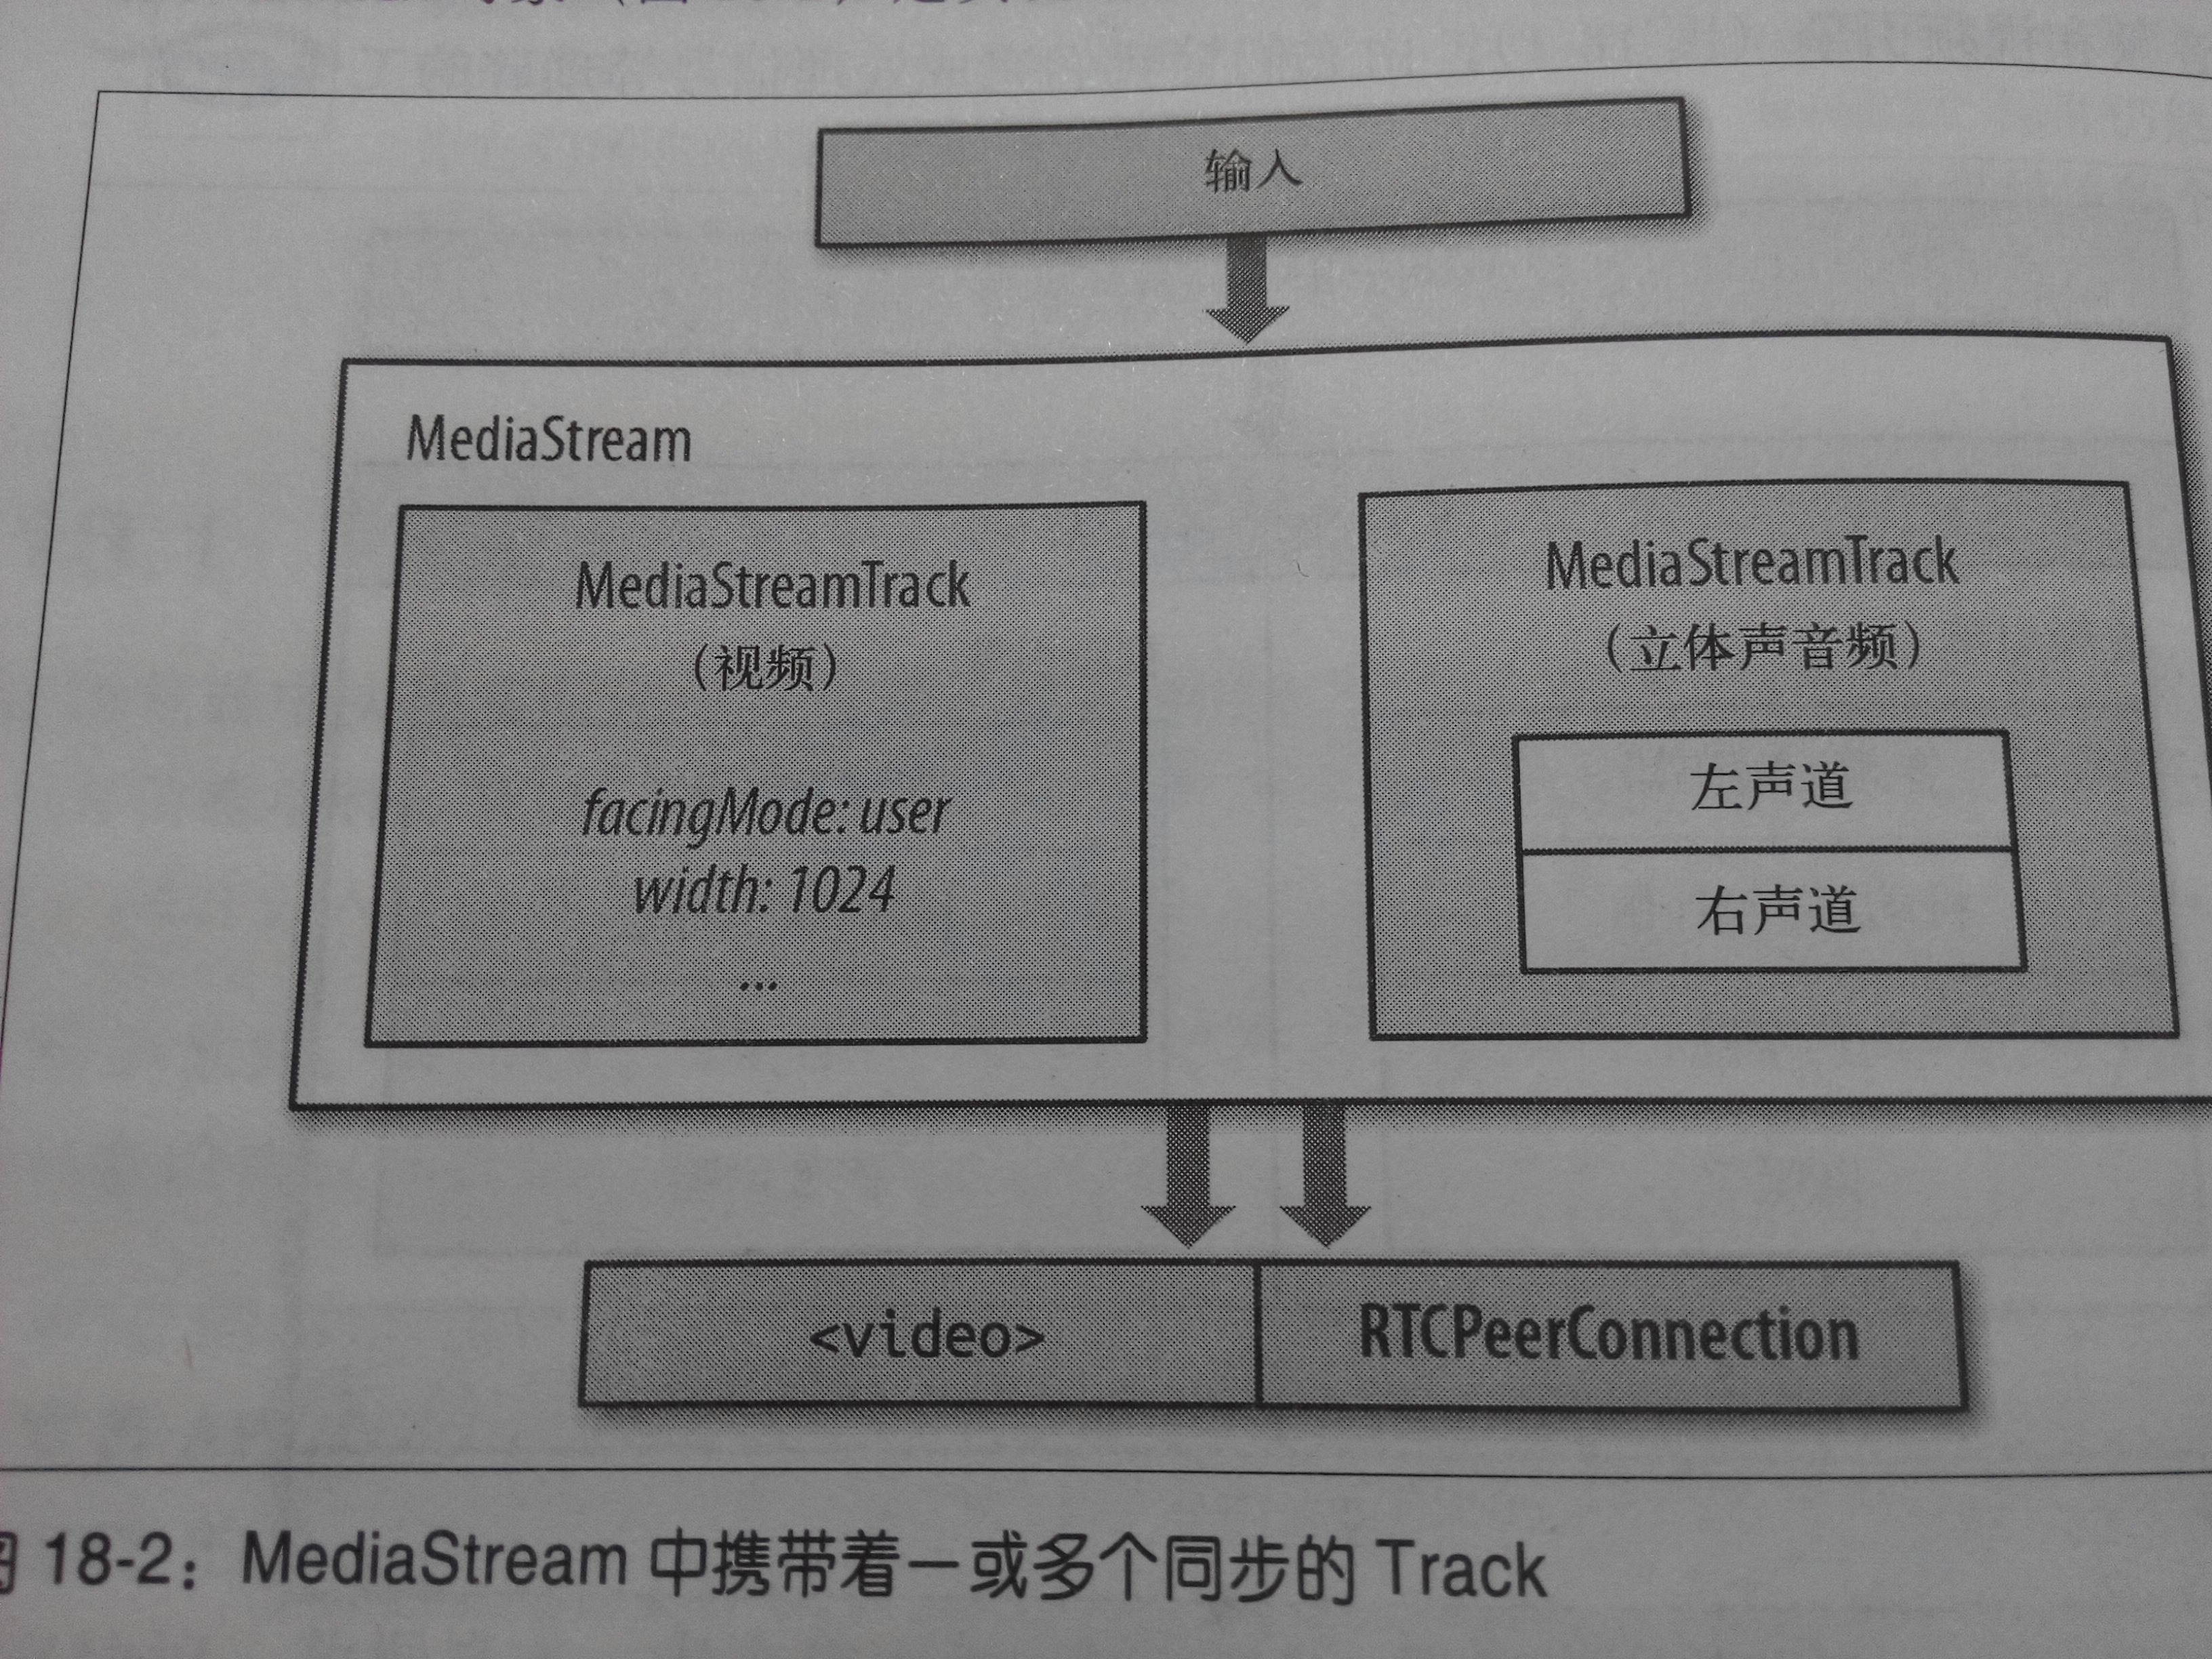 输入
MediaStream
MediaStreamTrack
（视频）
facingMode: user
width: 1024
...
MediaStreamTrack
（立体声音频）
左声道
右声道
<video>
RTCPeerConnection
图 18-2：MediaStream 中携带着一或多个同步的 Track